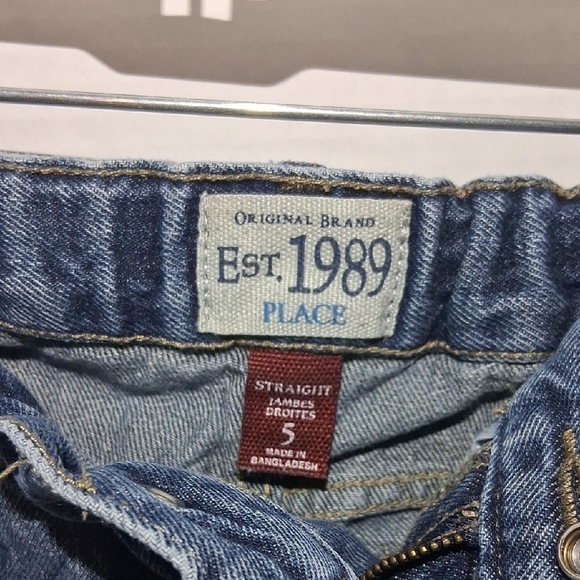 ORIGINAL BRAND
EST. 1989
PLACE
STRAIGHT
JAMBES
DROITES
5
MADE IN
BANGLADESH